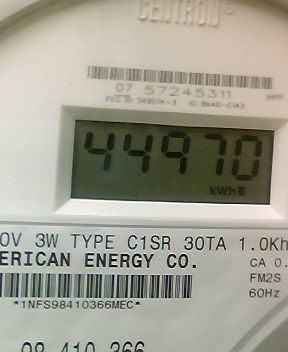 CENTRON®
07 57245311
44970
kWh
0V 3W TYPE C1SR 30TA 1.0Kh
ERICAN ENERGY CO.
CA 0.
FM2S
60Hz
*1NFS98410366MEC*
98 410 366